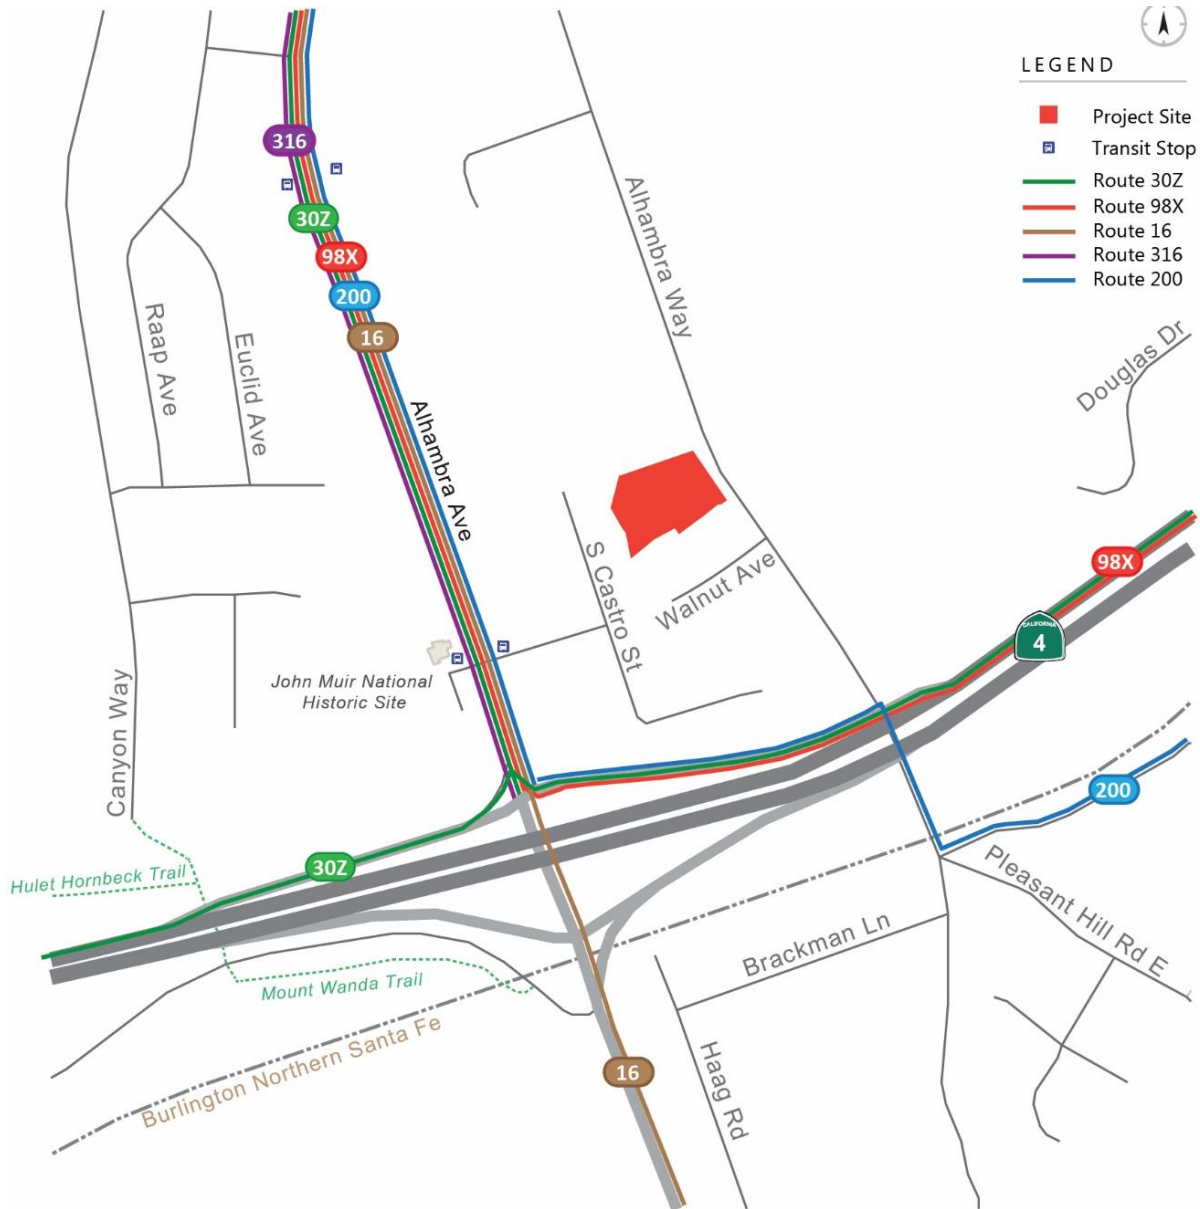 LEGEND
Project Site
Transit Stop
Route 30Z
Route 98X
Route 16
Route 316
Route 200
316
30Z
98X
200
16
Alhambra Way
Raap Ave
Euclid Ave
Alhambra Ave
Douglas Dr
S Castro St
Walnut Ave
98X
CALIFORNIA
4
John Muir National
Historic Site
Canyon Way
200
30Z
Hulet Hornbeck Trail
Pleasant Hill Rd E
Brackman Ln
Mount Wanda Trail
Burlington Northern Santa Fe
16
Haag Rd